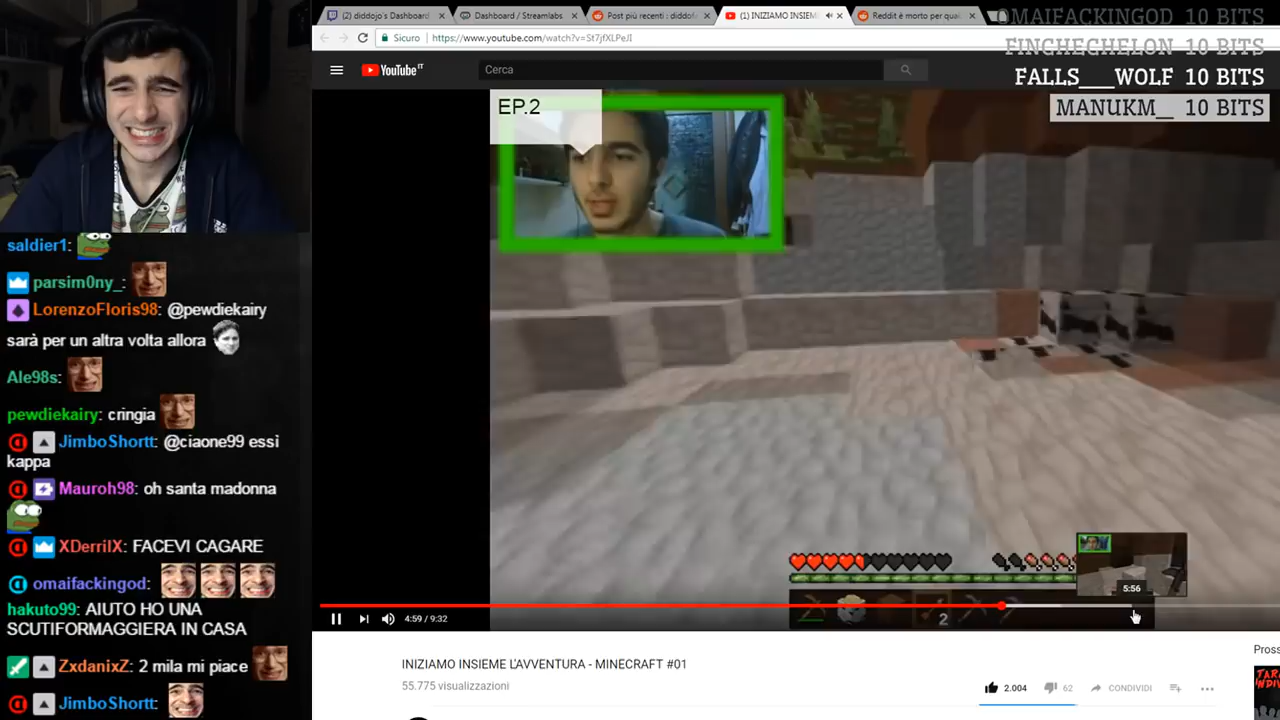 (2) diddojo's Dashboard
Dashboard / Streamlabs
Post più recenti : diddof
(1) INIZIAMO INSIEME
Reddit è morto per qual
OMAIFACKINGOD 10 BITS
FINGHECHELON 10 BITS
FALLS___WOLF 10 BITS
MANUKM__ 10 BITS
Sicuro
https://www.youtube.com/watch?v=St7jfXLPeJI
YouTube IT
Cerca
EP.2
saldier1:
parsim0ny_:
LorenzoFloris98: @pewdiekairy
sarà per un altra volta allora
Ale98s:
pewdiekairy: cringia
JimboShortt: @ciaone99 essi
kappa
Mauroh98: oh santa madonna
XDerrilX: FACEVI CAGARE
omaifackingod:
hakuto99: AIUTO HO UNA
SCUTIFORMAGGIERA IN CASA
ZxdanixZ: 2 mila mi piace
JimboShortt:
2
5:56
4:59 / 9:32
INIZIAMO INSIEME L'AVVENTURA - MINECRAFT #01
55.775 visualizzazioni
2.004
62
CONDIVIDI
Pross